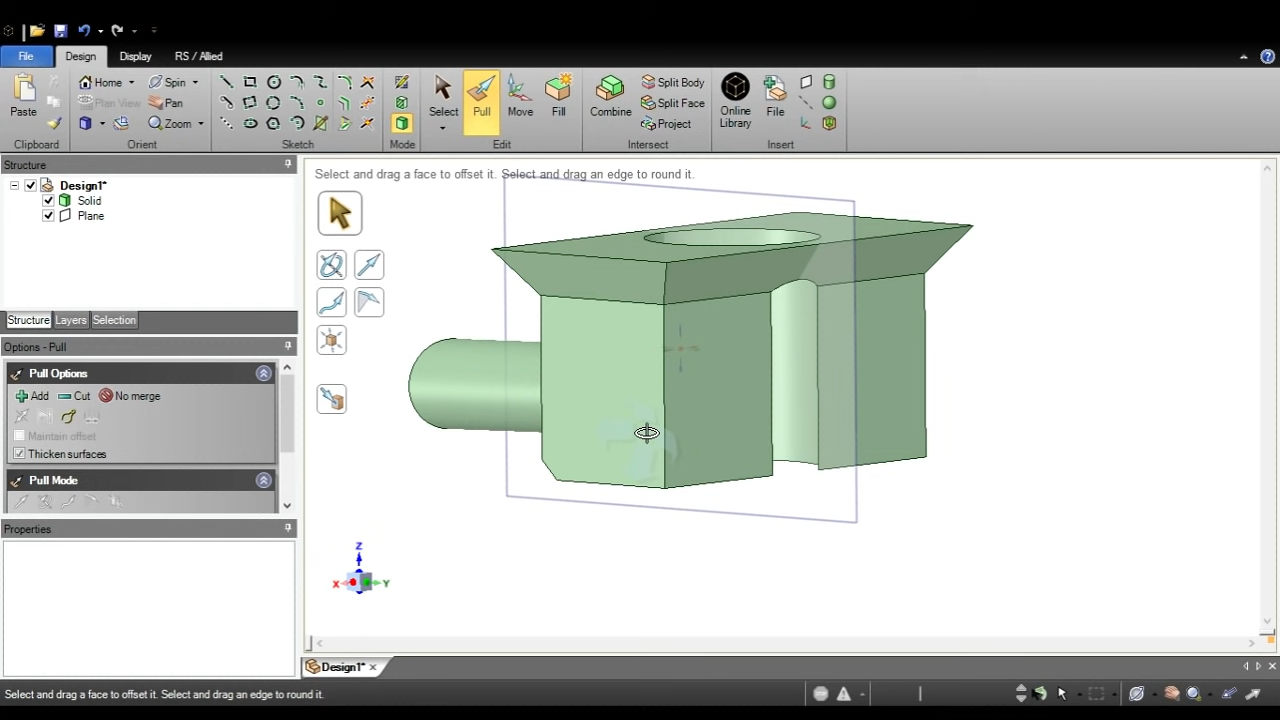 File Design Display RS / Allied
Paste
Clipboard
Home Spin
Plan View Pan
Zoom
Orient
Sketch
Mode
Select Pull Move Fill
Edit
Combine Split Body
Split Face
Project
Intersect
Online Library File
Insert
Structure
Design1*
Solid
Plane
Structure Layers Selection
Options - Pull
Pull Options
Add Cut No merge
Maintain offset
Thicken surfaces
Pull Mode
Properties
Select and drag a face to offset it. Select and drag an edge to round it.
Z
X Y
Design1*
Select and drag a face to offset it. Select and drag an edge to round it.